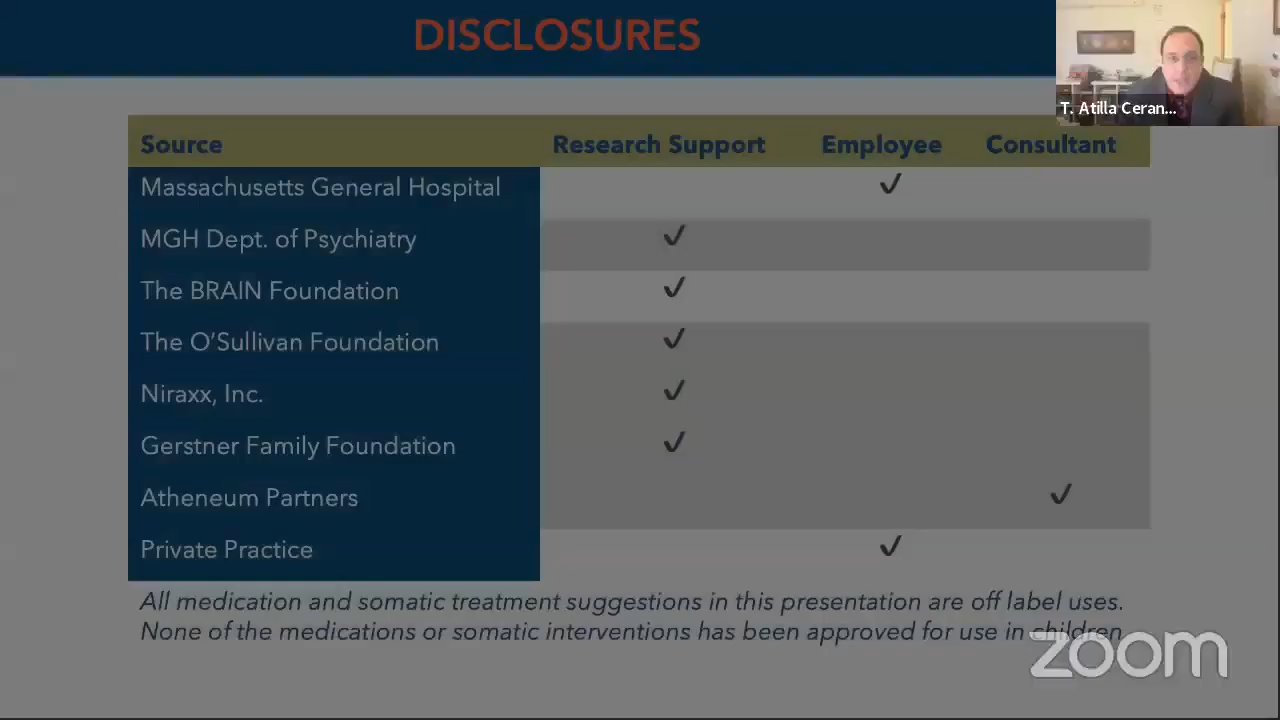 DISCLOSURES
T. Atilla Ceran...
Source Research Support Employee Consultant
Massachusetts General Hospital ✓
MGH Dept. of Psychiatry ✓
The BRAIN Foundation ✓
The O'Sullivan Foundation ✓
Niraxx, Inc. ✓
Gerstner Family Foundation ✓
Atheneum Partners ✓
Private Practice ✓
All medication and somatic treatment suggestions in this presentation are off label uses.
None of the medications or somatic interventions has been approved for use in children
zoom